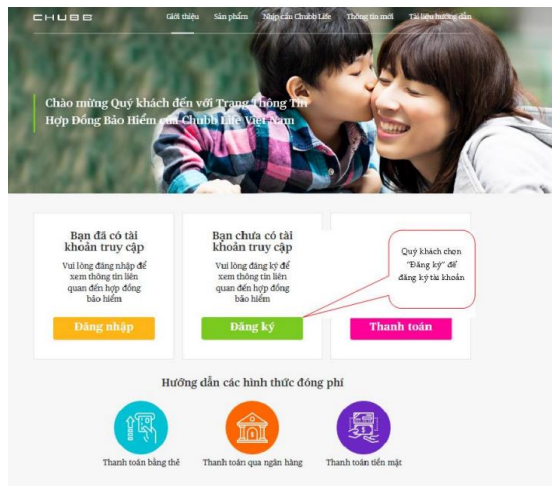 CHUBB
Giới thiệu Sản phẩm Nhịp cầu Chubb Life Thông tin mới Tài liệu hướng dẫn
Chào mừng Quý khách đến với Trang Thông Tin
Hợp Đồng Bảo Hiểm của Chubb Life Việt Nam
Bạn đã có tài
khoản truy cập
Vui lòng đăng nhập để
xem thông tin liên
quan đến hợp đồng
bảo hiểm
Đăng nhập
Bạn chưa có tài
khoản truy cập
Vui lòng đăng ký để
xem thông tin liên
quan đến hợp đồng
bảo hiểm
Đăng ký
Quý khách chọn
"Đăng ký" để
đăng ký tài khoản
Thanh toán
Hướng dẫn các hình thức đóng phí
Thanh toán bằng thẻ
Thanh toán qua ngân hàng
Thanh toán tiền mặt